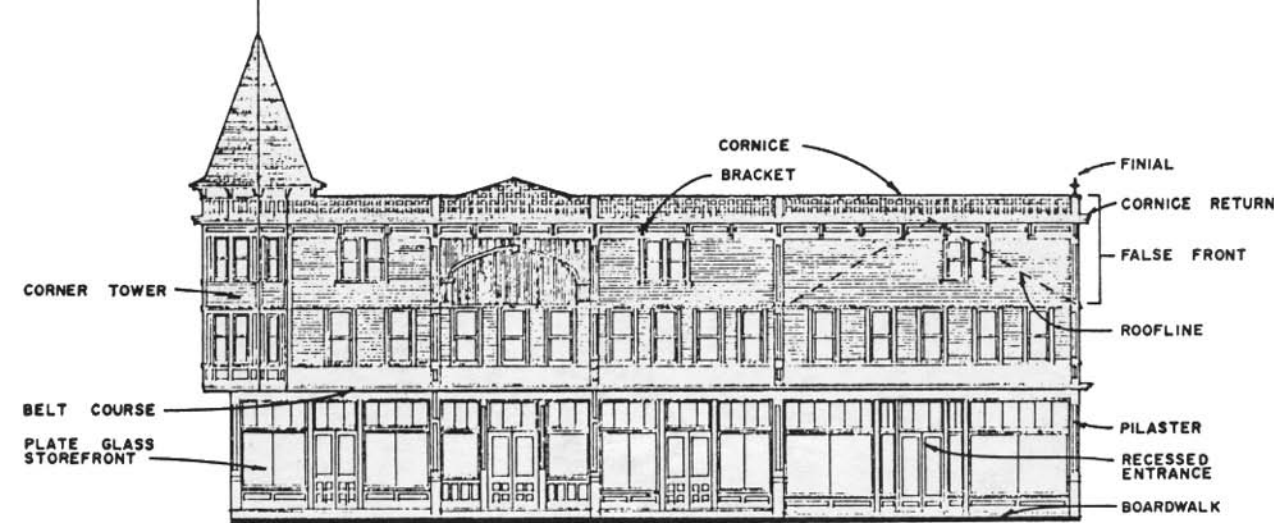 CORNICE
BRACKET
FINIAL
CORNICE RETURN
FALSE FRONT
CORNER TOWER
ROOFLINE
BELT COURSE
PLATE GLASS
STOREFRONT
PILASTER
RECESSED
ENTRANCE
BOARDWALK